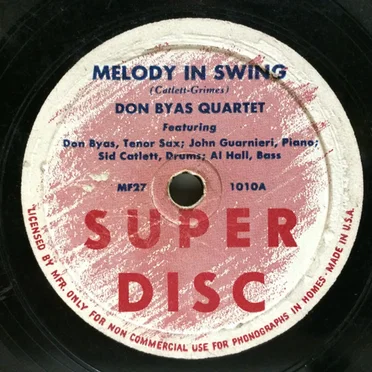 MELODY IN SWING
(Catlett-Grimes)
DON BYAS QUARTET
Featuring
Don Byas, Tenor Sax; John Guarnieri, Piano;
Sid Catlett, Drums; Al Hall, Bass
MF27 1010A
SUPER
DISC
"LICENSED BY MFR. ONLY FOR NON COMMERCIAL USE FOR PHONOGRAPHS IN HOMES" MADE IN U.S.A.